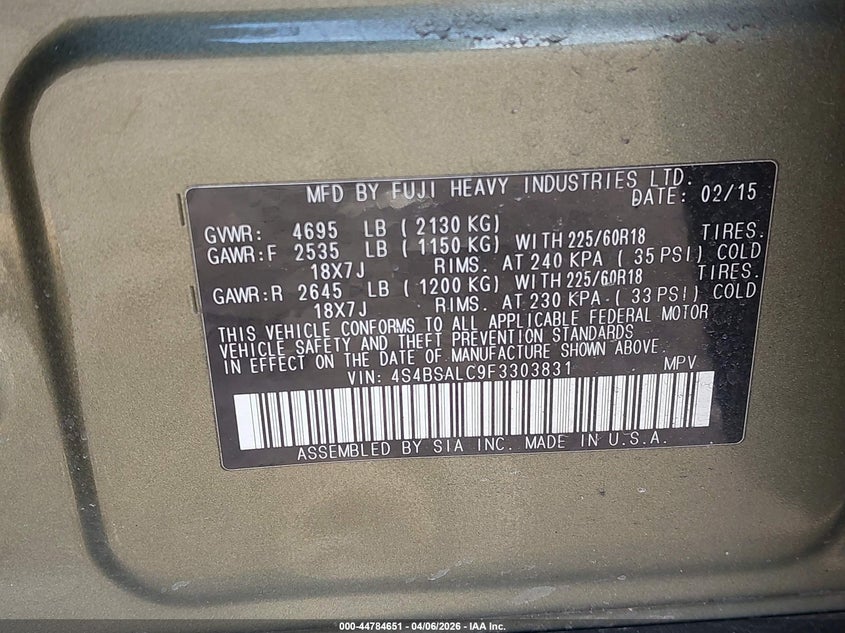 MFD BY FUJI HEAVY INDUSTRIES LTD.
DATE: 02/15
GVWR: 4695 LB ( 2130 KG)
GAWR:F 2535 LB ( 1150 KG) WITH 225/60R18 TIRES.
18X7J RIMS. AT 240 KPA ( 35 PSI) COLD
GAWR:R 2645 LB ( 1200 KG) WITH 225/60R18 TIRES.
18X7J RIMS. AT 230 KPA ( 33 PSI) COLD
THIS VEHICLE CONFORMS TO ALL APPLICABLE FEDERAL MOTOR
VEHICLE SAFETY AND THEFT PREVENTION STANDARDS
IN EFFECT ON THE DATE OF MANUFACTURE SHOWN ABOVE.
VIN: 4S4BSALC9F3303831 MPV
ASSEMBLED BY SIA INC. MADE IN U.S.A.
000-44784651 - 04/06/2026 - IAA Inc.